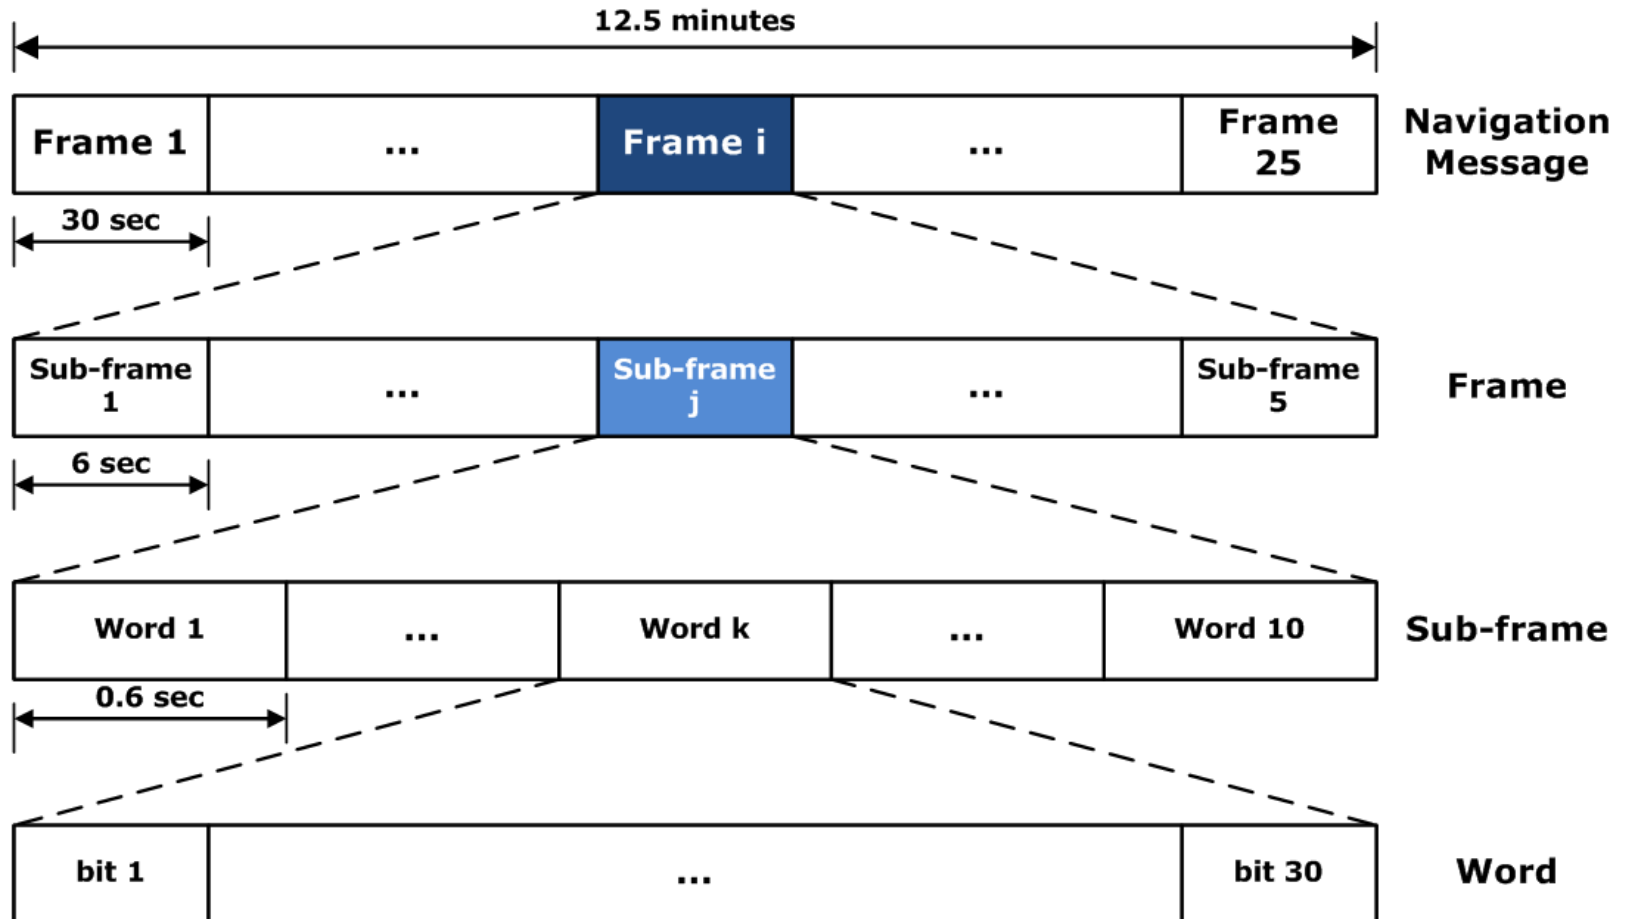 12.5 minutes
Frame 1
...
Frame i
...
Frame
25
Navigation
Message
30 sec
Sub-frame
1
...
Sub-frame
j
...
Sub-frame
5
Frame
6 sec
Word 1
...
Word k
...
Word 10
Sub-frame
0.6 sec
bit 1
...
bit 30
Word